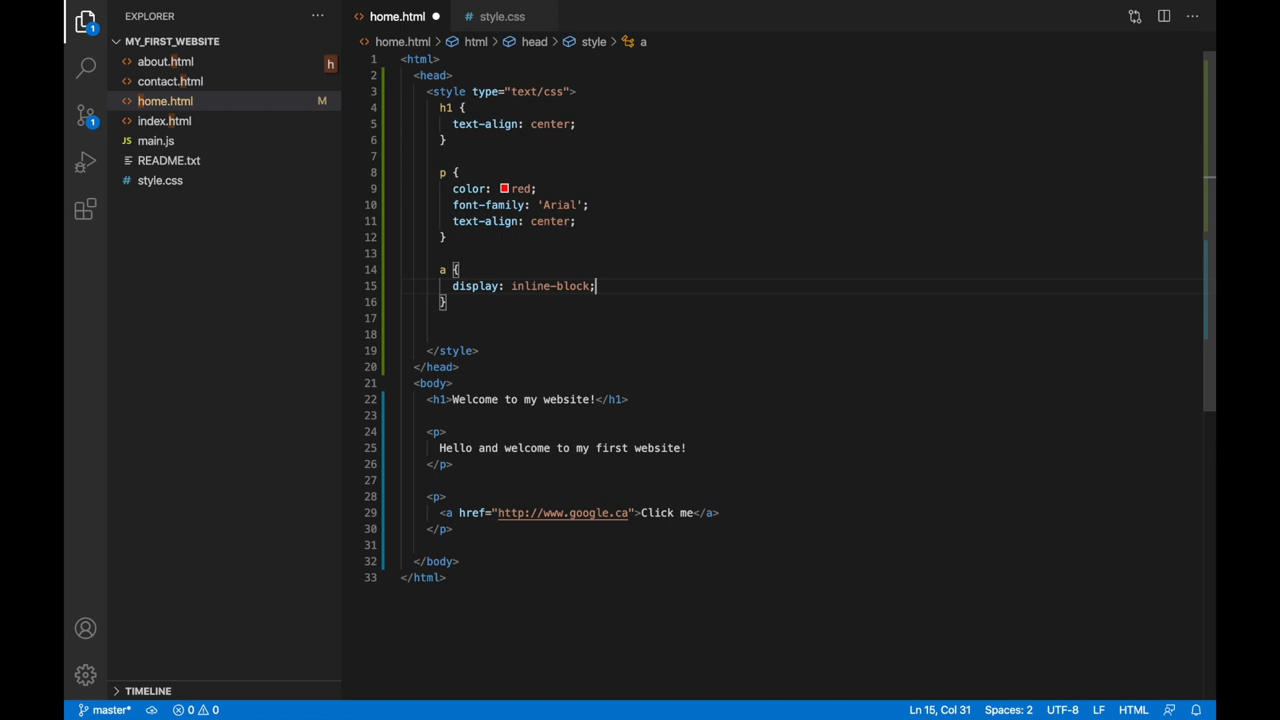 EXPLORER
MY_FIRST_WEBSITE
about.html
h
contact.html
home.html
M
index.html
JS main.js
README.txt
# style.css
TIMELINE
1
1
home.html
# style.css
home.html > html > head > style > a
1 <html>
2 <head>
3 <style type="text/css">
4 h1 {
5 text-align: center;
6 }
7
8 p {
9 color: red;
10 font-family: 'Arial';
11 text-align: center;
12 }
13
14 a {
15 display: inline-block;
16 }
17
18
19 </style>
20 </head>
21 <body>
22 <h1>Welcome to my website!</h1>
23
24 <p>
25 Hello and welcome to my first website!
26 </p>
27
28 <p>
29 <a href="http://www.google.ca">Click me</a>
30 </p>
31
32 </body>
33 </html>
master* 0 0 Ln 15, Col 31 Spaces: 2 UTF-8 LF HTML